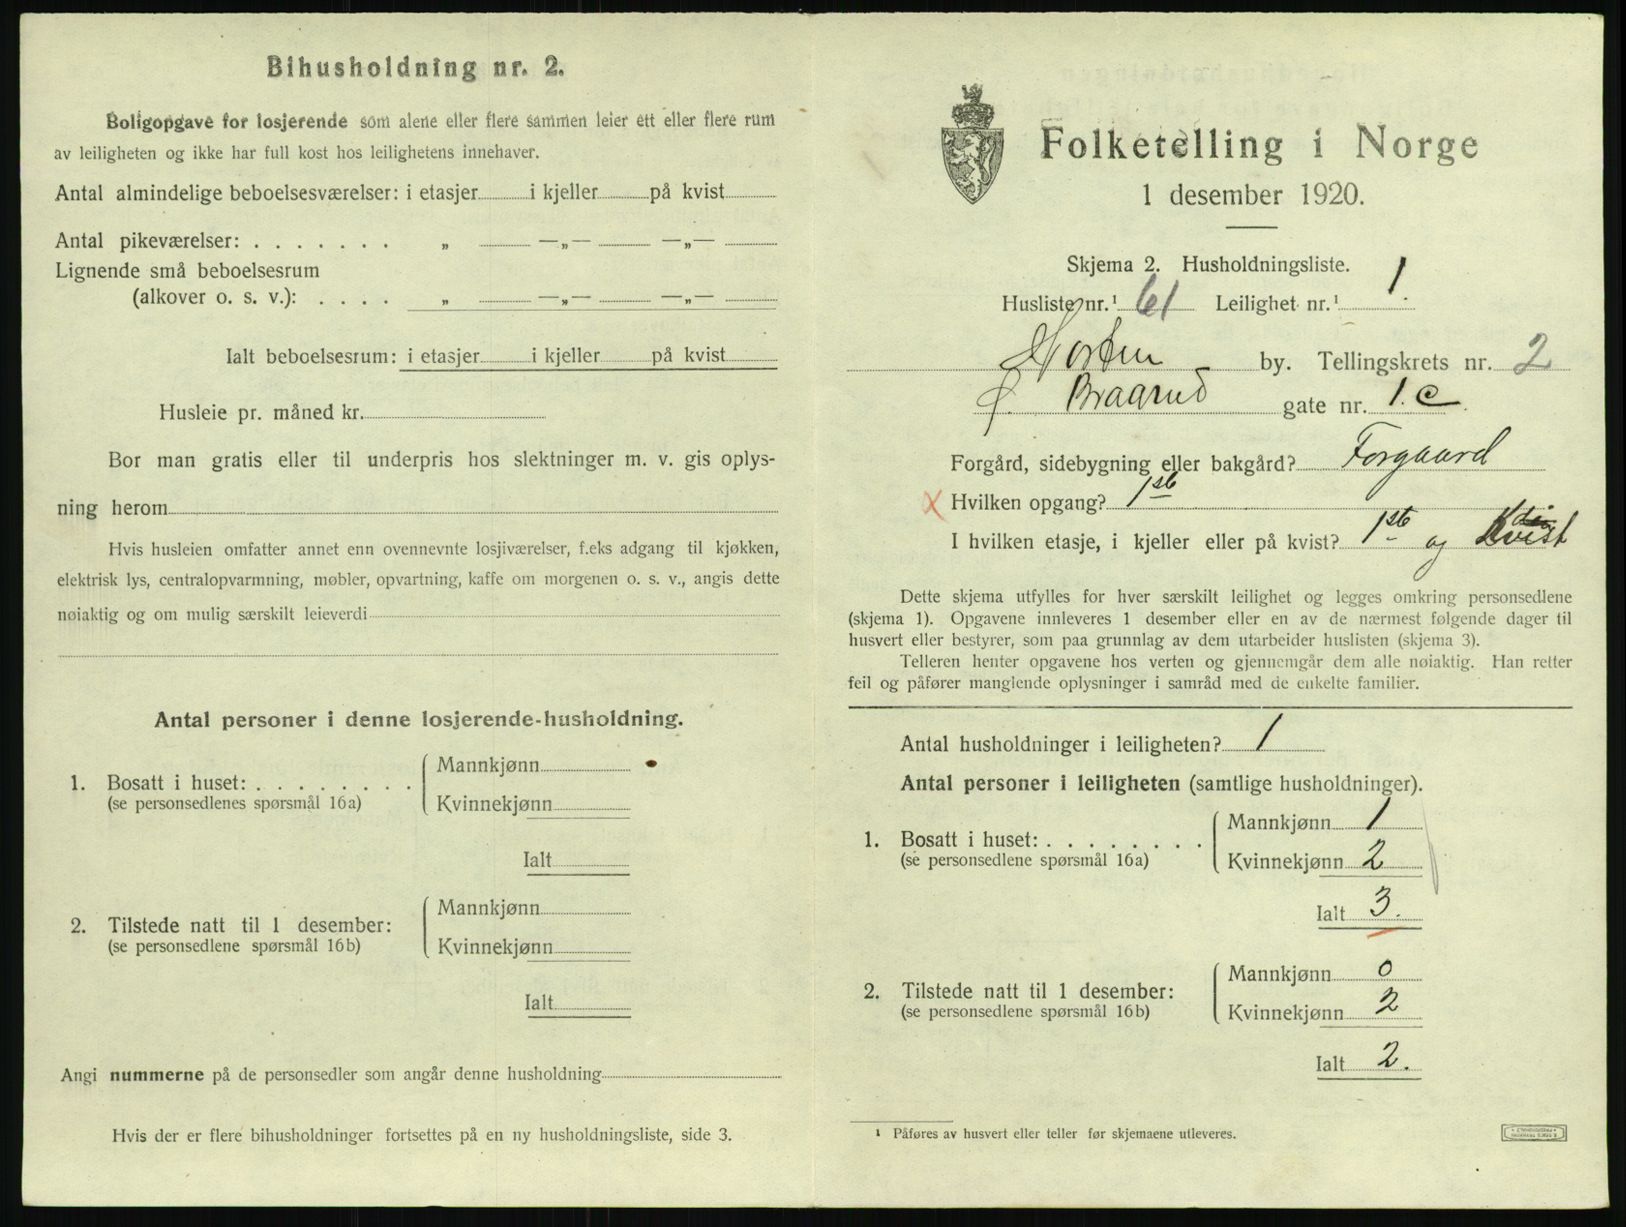 Bihusholdning nr. 2.
Boligopgave for losjerende som alene eller flere sammen leier ett eller flere rum
av leiligheten og ikke har full kost hos leilighetens innehaver.
Antal almindelige beboelsesværelser: i etasjer i kjeller på kvist
Antal pikeværelser: . . . . . . . „ —„— —„—
Lignende små beboelsesrum
(alkover o. s. v.): . . . . „ —„— —„—
Ialt beboelsesrum: i etasjer i kjeller på kvist
Husleie pr. måned kr.
Bor man gratis eller til underpris hos slektninger m. v. gis oplys-
ning herom
Hvis husleien omfatter annet enn ovennevnte losjiværelser, f.eks adgang til kjøkken,
elektrisk lys, centralopvarmning, møbler, opvartning, kaffe om morgenen o. s. v., angis dette
nøiaktig og om mulig særskilt leieverdi
Antal personer i denne losjerende-husholdning.
1. Bosatt i huset: . . . . . . . .
(se personsedlenes spørsmål 16a)
Mannkjønn
Kvinnekjønn
Ialt
2. Tilstede natt til 1 desember:
(se personsedlene spørsmål 16b)
Mannkjønn
Kvinnekjønn
Ialt
Angi nummerne på de personsedler som angår denne husholdning
Hvis der er flere bihusholdninger fortsettes på en ny husholdningsliste, side 3.
Folketelling i Norge
1 desember 1920.
Skjema 2. Husholdningsliste.
Husliste nr.¹ 61 Leilighet nr.¹ 1
Horten by. Tellingskrets nr. 2
Braarud gate nr. 1. C.
Forgård, sidebygning eller bakgård? Forgaard
x Hvilken opgang? 1ste
I hvilken etasje, i kjeller eller på kvist? 1ste og Kvist
Dette skjema utfylles for hver særskilt leilighet og legges omkring personsedlene
(skjema 1). Opgavene innleveres 1 desember eller en av de nærmest følgende dager til
husvert eller bestyrer, som paa grunnlag av dem utarbeider huslisten (skjema 3).
Telleren henter opgavene hos verten og gjennemgår dem alle nøiaktig. Han retter
feil og påfører manglende oplysninger i samråd med de enkelte familier.
Antal husholdninger i leiligheten? 1
Antal personer i leiligheten (samtlige husholdninger).
1. Bosatt i huset: . . . . . . . .
(se personsedlene spørsmål 16a)
Mannkjønn 1
Kvinnekjønn 2
Ialt 3.
2. Tilstede natt til 1 desember:
(se personsedlene spørsmål 16b)
Mannkjønn 0
Kvinnekjønn 2
Ialt 2.
¹ Påføres av husvert eller teller før skjemaene utleveres.